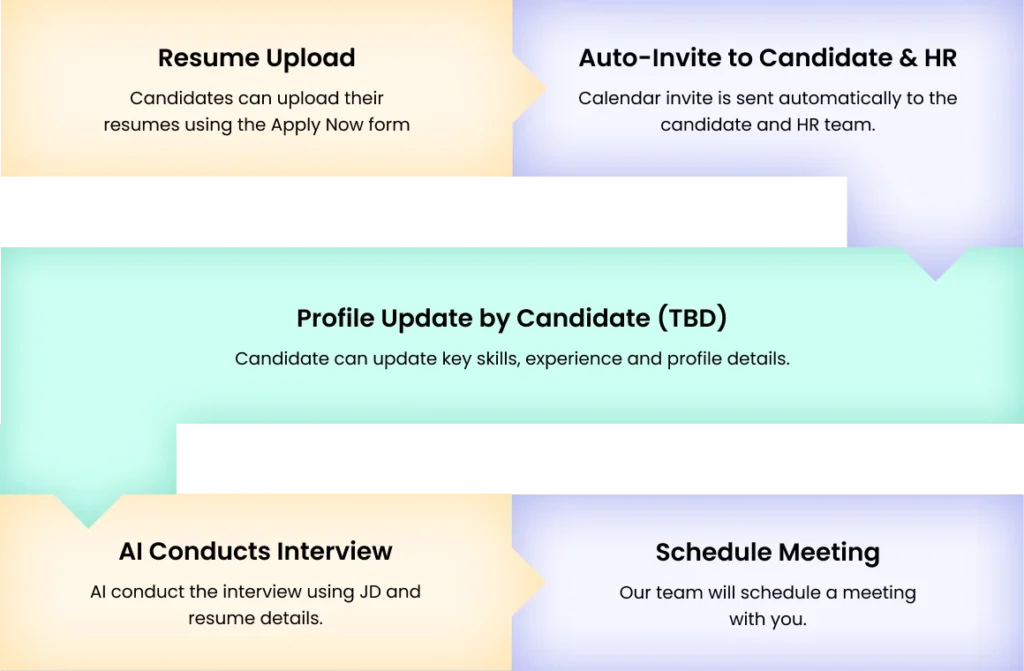 Resume Upload
Candidates can upload their
resumes using the Apply Now form
Auto-Invite to Candidate & HR
Calendar invite is sent automatically to the
candidate and HR team.
Profile Update by Candidate (TBD)
Candidate can update key skills, experience and profile details.
AI Conducts Interview
AI conduct the interview using JD and
resume details.
Schedule Meeting
Our team will schedule a meeting
with you.